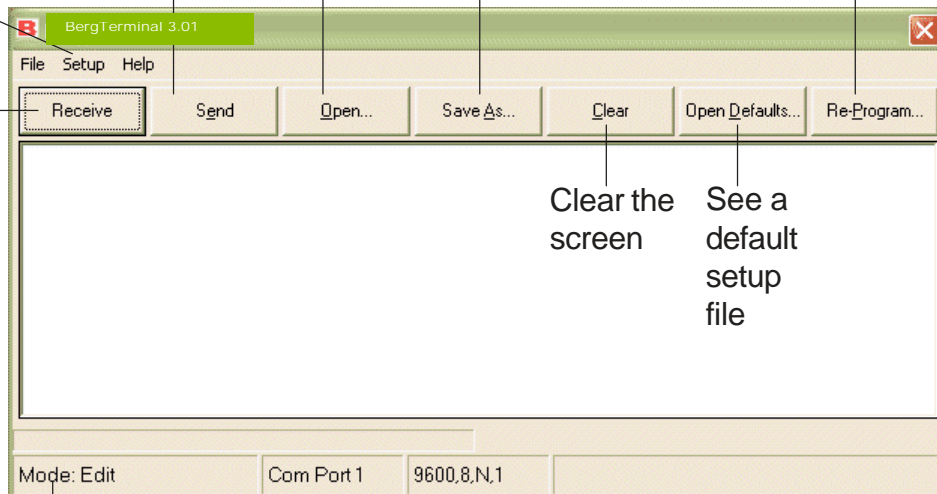 B BergTerminal 3.01
File Setup Help
Receive Send Open... Save As... Clear Open Defaults... Re-Program...
Clear the
screen
See a
default
setup
file
Mode: Edit Com Port 1 9600,8,N,1